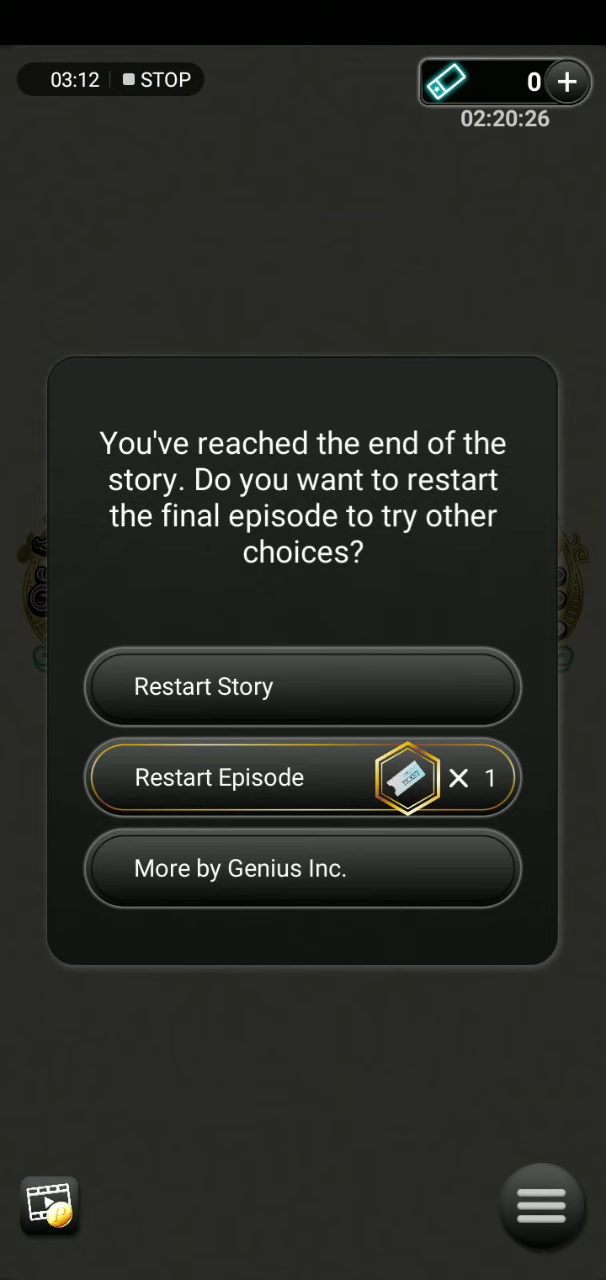 03:12 STOP
0 +
02:20:26
You've reached the end of the
story. Do you want to restart
the final episode to try other
choices?
Restart Story
Restart Episode TICKET × 1
More by Genius Inc.
P